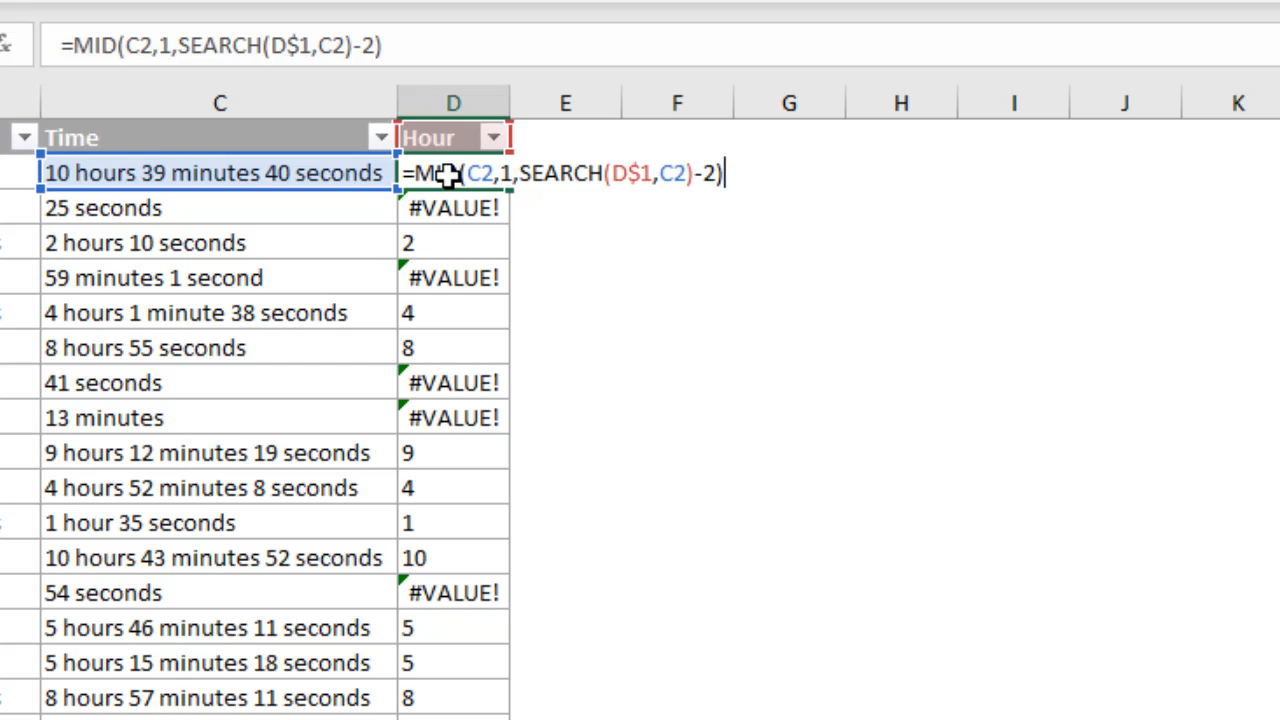 =MID(C2,1,SEARCH(D$1,C2)-2)
C D E F G H I J K
Time Hour
10 hours 39 minutes 40 seconds =M (C2,1,SEARCH(D$1,C2)-2)
25 seconds #VALUE!
2 hours 10 seconds 2
59 minutes 1 second #VALUE!
4 hours 1 minute 38 seconds 4
8 hours 55 seconds 8
41 seconds #VALUE!
13 minutes #VALUE!
9 hours 12 minutes 19 seconds 9
4 hours 52 minutes 8 seconds 4
1 hour 35 seconds 1
10 hours 43 minutes 52 seconds 10
54 seconds #VALUE!
5 hours 46 minutes 11 seconds 5
5 hours 15 minutes 18 seconds 5
8 hours 57 minutes 11 seconds 8